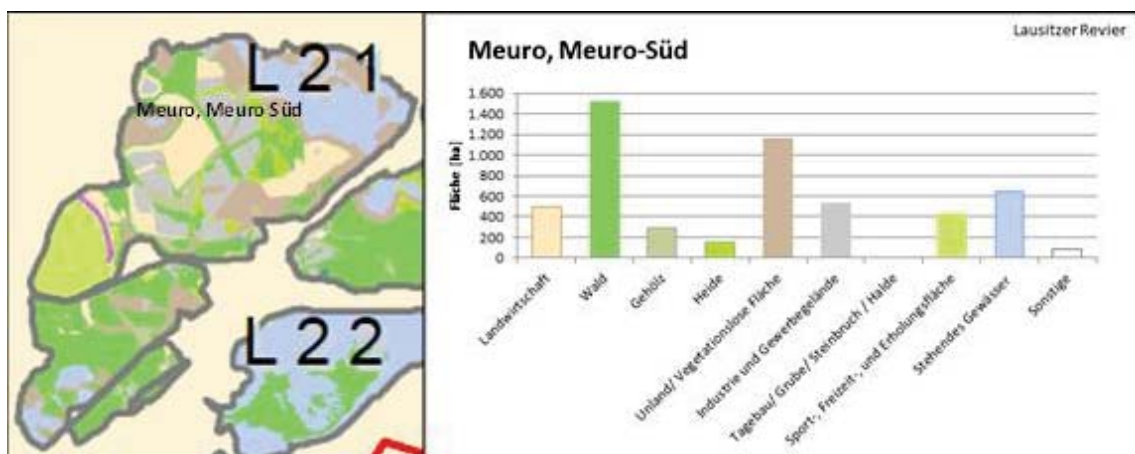 L 2 1
Meuro, Meuro Süd
L 2 2
Lausitzer Revier
Meuro, Meuro-Süd
Fläche [ha]
1.600
1.400
1.200
1.000
800
600
400
200
0
Landwirtschaft
Wald
Gehölz
Heide
Unland/ Vegetationslose Fläche
Industrie und Gewerbegelände
Tagebau/ Grube/ Steinbruch / Halde
Sport-, Freizeit-, und Erholungsfläche
Stehendes Gewässer
Sonstige